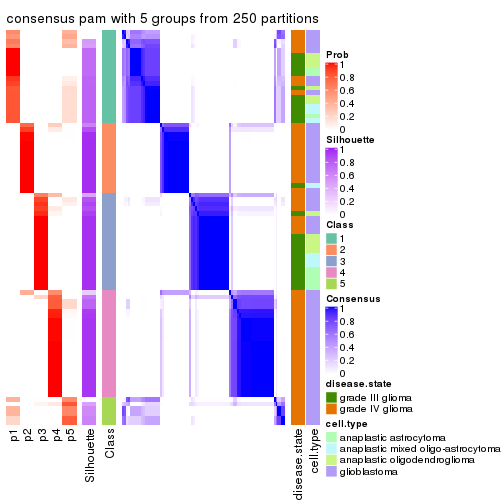 consensus pam with 5 groups from 250 partitions
Prob
1
0.8
0.6
0.4
0.2
0
Silhouette
1
0.8
0.6
0.4
0.2
0
Class
1
2
3
4
5
Consensus
1
0.8
0.6
0.4
0.2
0
disease.state
grade III glioma
grade IV glioma
cell.type
anaplastic astrocytoma
anaplastic mixed oligo-astrocytoma
anaplastic oligodendroglioma
glioblastoma
p1
p2
p3
p4
p5
Silhouette
Class
disease.state
cell.type